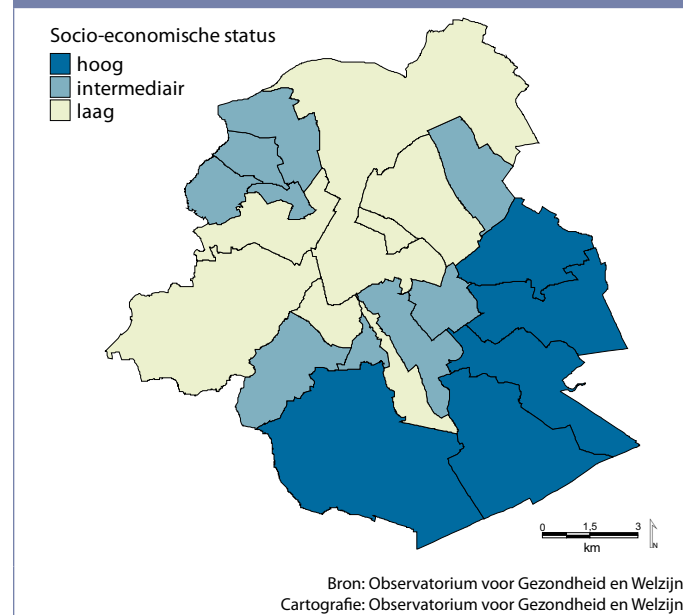 Socio-economische status
hoog
intermediair
laag
0 1,5 3
km
N
Bron: Observatorium voor Gezondheid en Welzijn
Cartografie: Observatorium voor Gezondheid en Welzijn